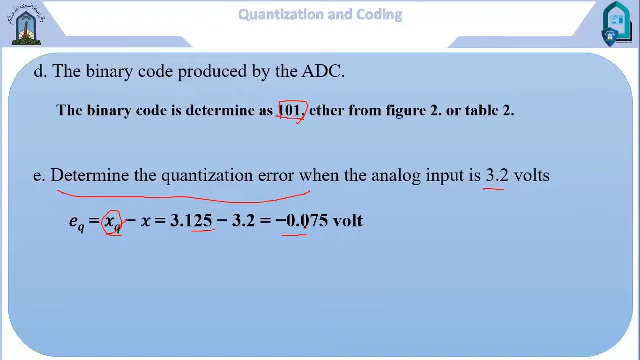 Quantization and Coding
d. The binary code produced by the ADC.
The binary code is determine as 101, ether from figure 2. or table 2.
e. Determine the quantization error when the analog input is 3.2 volts
e_q = x_q − x = 3.125 − 3.2 = −0.075 volt